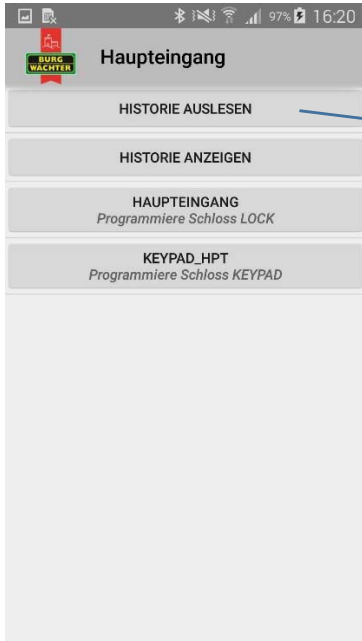 97% 16:20
BURG
WÄCHTER
Haupteingang
HISTORIE AUSLESEN
HISTORIE ANZEIGEN
HAUPTEINGANG
Programmiere Schloss LOCK
KEYPAD_HPT
Programmiere Schloss KEYPAD